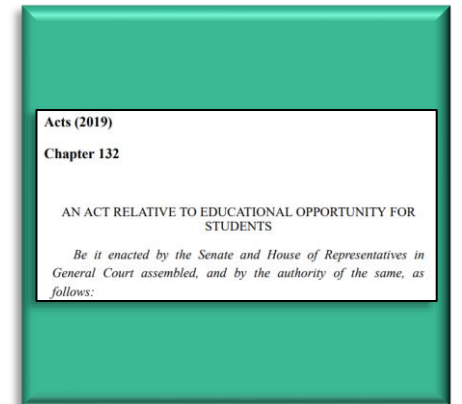 Acts (2019)
Chapter 132
AN ACT RELATIVE TO EDUCATIONAL OPPORTUNITY FOR
STUDENTS
Be it enacted by the Senate and House of Representatives in
General Court assembled, and by the authority of the same, as
follows: